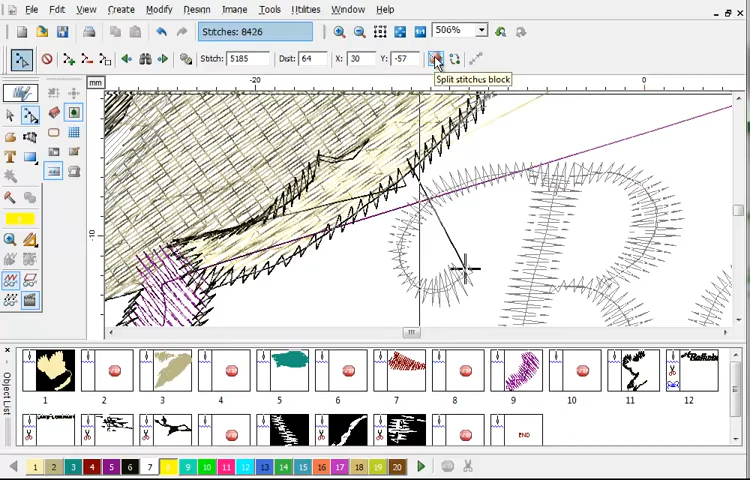 File Edit View Create Modify Design Image Tools Utilities Window Help
Stitches: 8426
506%
1:1
Stitch: 5185 Dist: 64 X: 30 Y: -57
Split stitches block
mm -20 0
-10
Object List
1 2 3 4 5 6 7 8 9 10 11 12
END
1 2 3 4 5 6 7 8 9 10 11 12 13 14 15 16 17 18 19 20